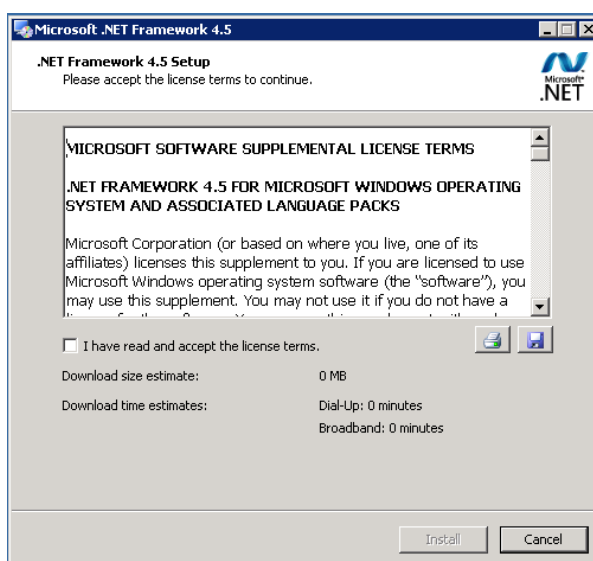 Microsoft .NET Framework 4.5
.NET Framework 4.5 Setup
Please accept the license terms to continue.
Microsoft®
.NET
MICROSOFT SOFTWARE SUPPLEMENTAL LICENSE TERMS
.NET FRAMEWORK 4.5 FOR MICROSOFT WINDOWS OPERATING
SYSTEM AND ASSOCIATED LANGUAGE PACKS
Microsoft Corporation (or based on where you live, one of its
affiliates) licenses this supplement to you. If you are licensed to use
Microsoft Windows operating system software (the "software"), you
may use this supplement. You may not use it if you do not have a
I have read and accept the license terms.
Download size estimate: 0 MB
Download time estimates: Dial-Up: 0 minutes
Broadband: 0 minutes
Install Cancel